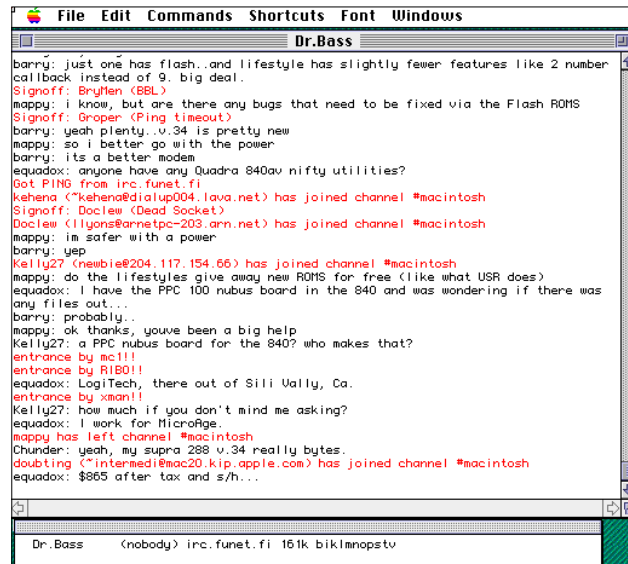 File Edit Commands Shortcuts Font Windows
Dr.Bass
barry: just one has flash..and lifestyle has slightly fewer features like 2 number
callback instead of 9. big deal.
Signoff: BryMen (BBL)
mappy: i know, but are there any bugs that need to be fixed via the Flash ROMS
Signoff: Groper (Ping timeout)
barry: yeah plenty..v.34 is pretty new
mappy: so i better go with the power
barry: its a better modem
equadox: anyone have any Quadra 840av nifty utilities?
Got PING from irc.funet.fi
kehena (~kehena@dialup004.lava.net) has joined channel #macintosh
Signoff: Doclew (Dead Socket)
Doclew (llyons@arnetpc-203.arn.net) has joined channel #macintosh
mappy: im safer with a power
barry: yep
Kelly27 (newbie@204.117.154.66) has joined channel #macintosh
mappy: do the lifestyles give away new ROMS for free (like what USR does)
equadox: I have the PPC 100 nubus board in the 840 and was wondering if there was
any files out...
barry: probably..
mappy: ok thanks, youve been a big help
Kelly27: a PPC nubus board for the 840? who makes that?
entrance by mc1!!
entrance by RIBO!!
equadox: LogiTech, there out of Sili Vally, Ca.
entrance by xman!!
Kelly27: how much if you don't mind me asking?
equadox: I work for MicroAge.
mappy has left channel #macintosh
Chunder: yeah, my supra 288 v.34 really bytes.
doubting (~intermedi@mac20.kip.apple.com) has joined channel #macintosh
equadox: $865 after tax and s/h...
Dr.Bass (nobody) irc.funet.fi 161k biklmnopstv